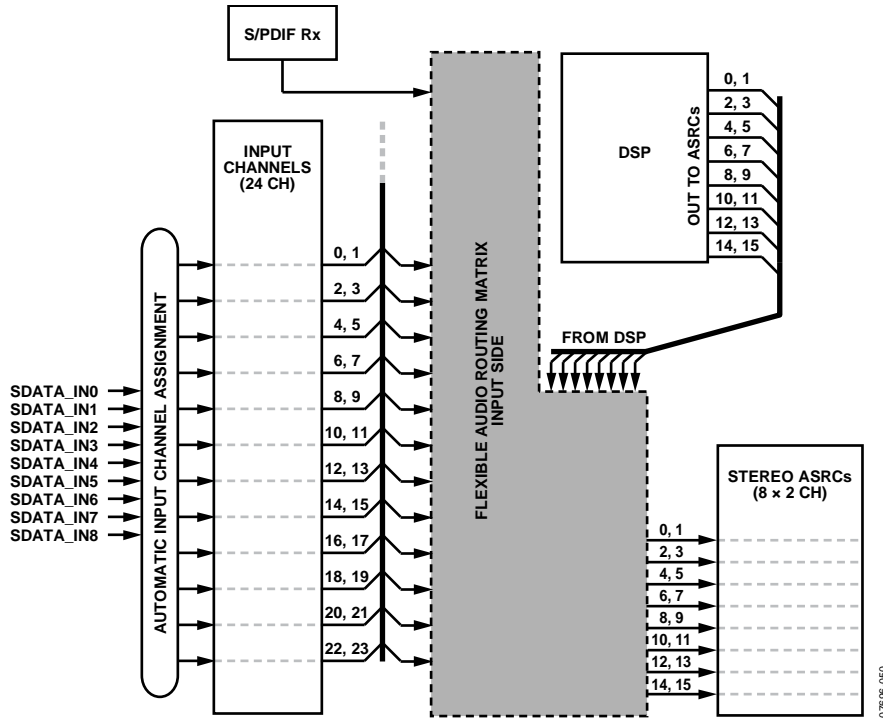 S/PDIF Rx
INPUT
CHANNELS
(24 CH)
AUTOMATIC INPUT CHANNEL ASSIGNMENT
SDATA_IN0
SDATA_IN1
SDATA_IN2
SDATA_IN3
SDATA_IN4
SDATA_IN5
SDATA_IN6
SDATA_IN7
SDATA_IN8
0, 1
2, 3
4, 5
6, 7
8, 9
10, 11
12, 13
14, 15
16, 17
18, 19
20, 21
22, 23
FLEXIBLE AUDIO ROUTING MATRIX
INPUT SIDE
DSP
OUT TO ASRCs
0, 1
2, 3
4, 5
6, 7
8, 9
10, 11
12, 13
14, 15
FROM DSP
STEREO ASRCs
(8 × 2 CH)
0, 1
2, 3
4, 5
6, 7
8, 9
10, 11
12, 13
14, 15